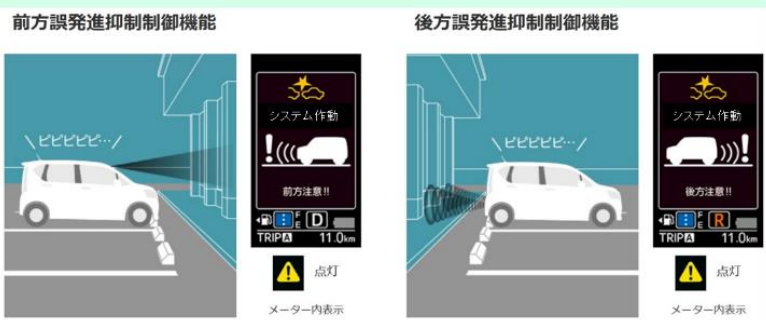 前方誤発進抑制制御機能
ピピピピピ…
システム作動
!
前方注意!!
F
E
D
TRIP A 11.0km
点灯
メーター内表示
後方誤発進抑制制御機能
ピピピピピ…
システム作動
!
後方注意!!
F
E
R
TRIP A 11.0km
点灯
メーター内表示